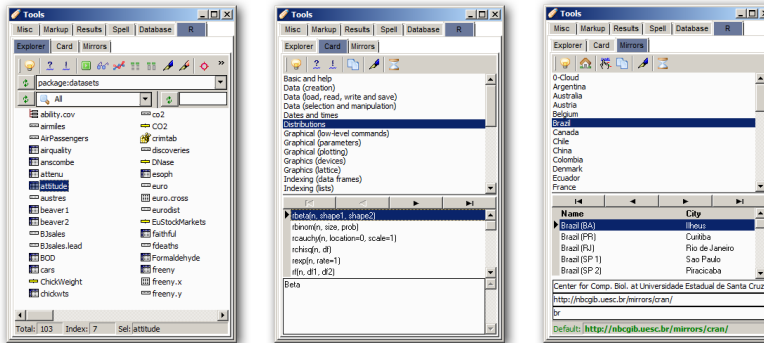 Tools
Misc Markup Results Spell Database R
Explorer Card Mirrors
package:datasets
All
ability.cov
airmiles
AirPassengers
airquality
anscombe
attenu
attitude
austres
beaver1
beaver2
BJsales
BJsales.lead
BOD
cars
ChickWeight
chickwts
co2
CO2
crimtab
discoveries
DNase
esoph
euro
euro.cross
eurodist
EuStockMarkets
faithful
fdeaths
Formaldehyde
freeny
freeny.x
freeny.y
Total: 103 Index: 7 Sel: attitude
Tools
Misc Markup Results Spell Database R
Explorer Card Mirrors
Basic and help
Data (creation)
Data (load, read, write and save)
Data (selection and manipulation)
Dates and times
Distributions
Graphical (low-level commands)
Graphical (parameters)
Graphical (plotting)
Graphics (devices)
Graphics (lattice)
Indexing (data frames)
Indexing (lists)
rbeta(n, shape1, shape2)
rbinom(n, size, prob)
rcauchy(n, location=0, scale=1)
rchisq(n, df)
rexp(n, rate=1)
rf(n, df1, df2)
Beta
Tools
Misc Markup Results Spell Database R
Explorer Card Mirrors
0-Cloud
Argentina
Australia
Austria
Belgium
Brazil
Canada
Chile
China
Colombia
Denmark
Ecuador
France
Name City
Brazil (BA) Ilheus
Brazil (PR) Curitiba
Brazil (RJ) Rio de Janeiro
Brazil (SP 1) Sao Paulo
Brazil (SP 2) Piracicaba
Center for Comp. Biol. at Universidade Estadual de Santa Cruz
http://nbcgib.uesc.br/mirrors/cran/
br
Default: http://nbcgib.uesc.br/mirrors/cran/